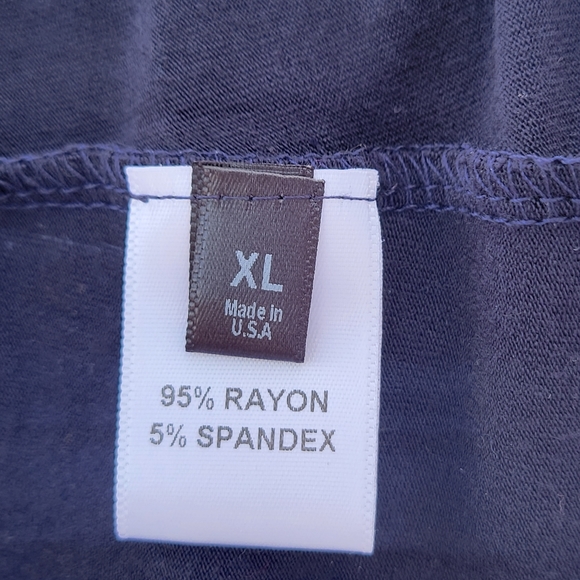 XL
Made in
U.S.A
95% RAYON
5% SPANDEX